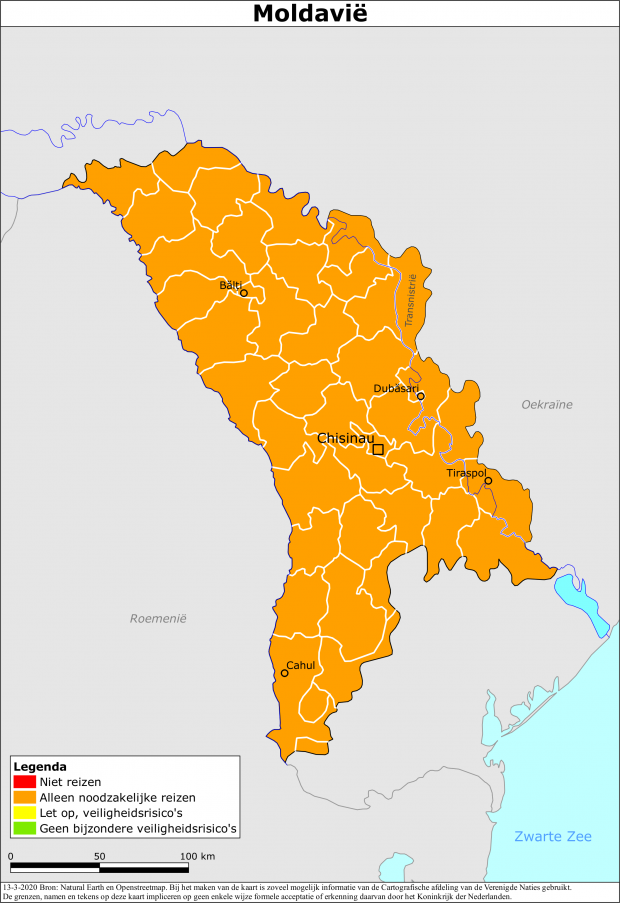 Moldavië
Bălți
Transnistrië
Dubăsari
Oekraïne
Chisinau
Tiraspol
Roemenië
Cahul
Legenda
Niet reizen
Alleen noodzakelijke reizen
Let op, veiligheidsrisico's
Geen bijzondere veiligheidsrisico's
Zwarte Zee
0 50 100 km
13-3-2020 Bron: Natural Earth en Openstreetmap. Bij het maken van de kaart is zoveel mogelijk informatie van de Cartografische afdeling van de Verenigde Naties gebruikt.
De grenzen, namen en tekens op deze kaart impliceren op geen enkele wijze formele acceptatie of erkenning daarvan door het Koninkrijk der Nederlanden.